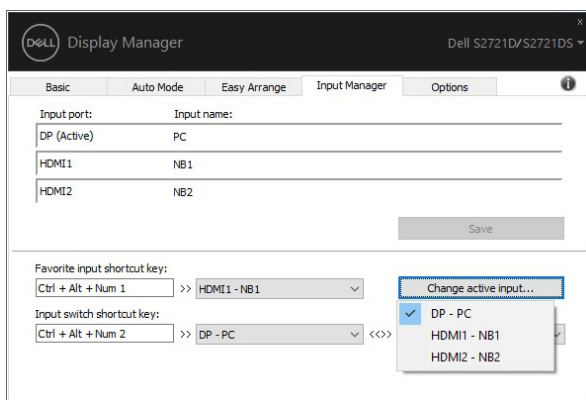 x
DELL Display Manager Dell S2721D/S2721DS
Basic Auto Mode Easy Arrange Input Manager Options i
Input port: Input name:
DP (Active) PC
HDMI1 NB1
HDMI2 NB2
Save
Favorite input shortcut key:
Ctrl + Alt + Num 1 >> HDMI1 - NB1 Change active input...
Input switch shortcut key:
Ctrl + Alt + Num 2 >> DP - PC <<>>
DP - PC
HDMI1 - NB1
HDMI2 - NB2